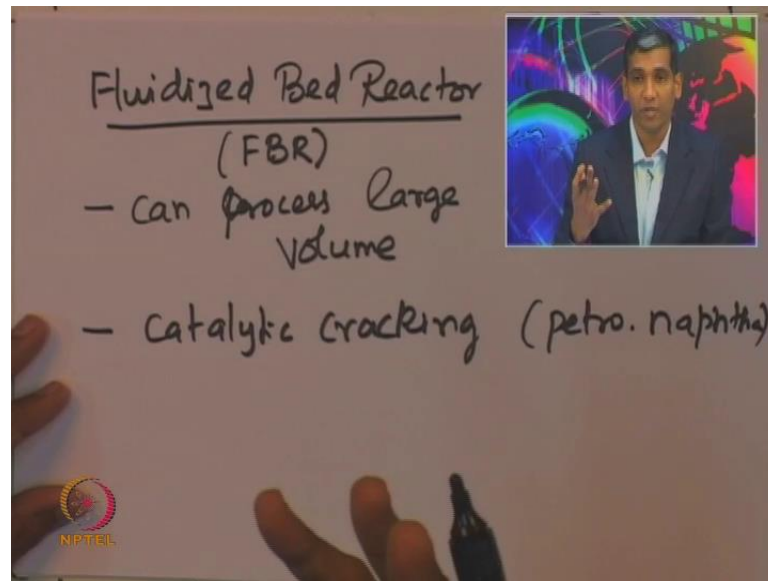 Fluidized Bed Reactor
(FBR)
- Can process large
volume
- Catalytic cracking (petro. naphtha)
NPTEL